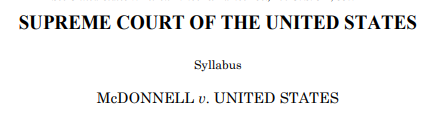 SUPREME COURT OF THE UNITED STATES
Syllabus
McDONNELL v. UNITED STATES